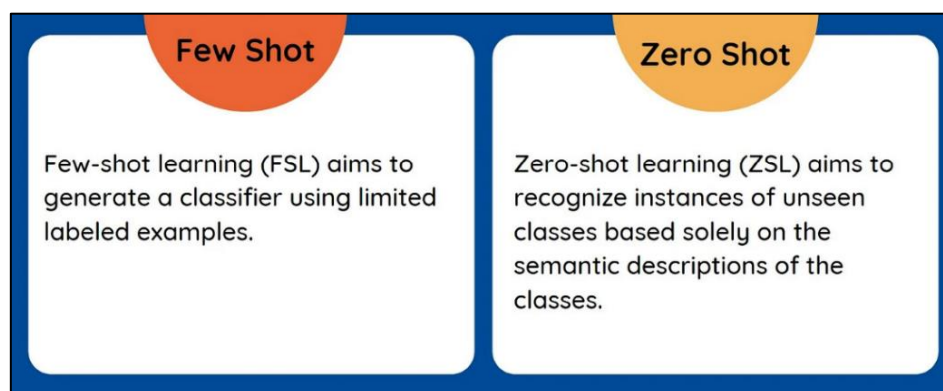 Few Shot
Few-shot learning (FSL) aims to
generate a classifier using limited
labeled examples.
Zero Shot
Zero-shot learning (ZSL) aims to
recognize instances of unseen
classes based solely on the
semantic descriptions of the
classes.